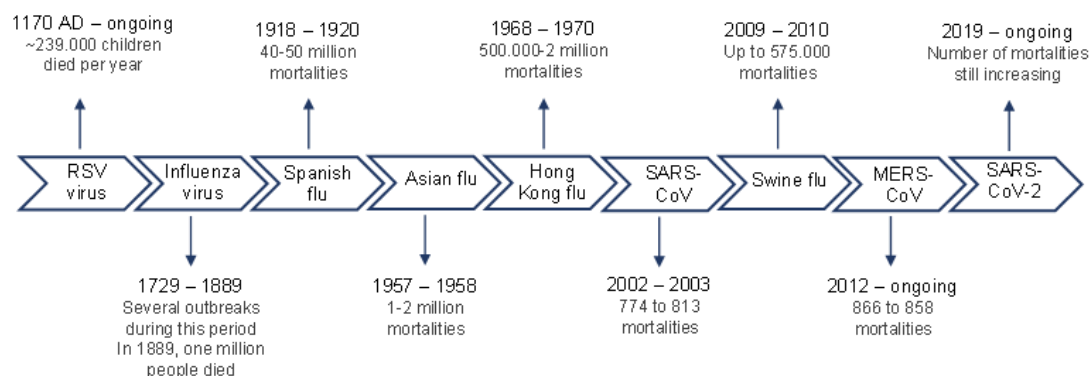 1170 AD – ongoing
~239.000 children
died per year
1918 – 1920
40-50 million
mortalities
1968 – 1970
500.000-2 million
mortalities
2009 – 2010
Up to 575.000
mortalities
2019 – ongoing
Number of mortalities
still increasing
RSV
virus
Influenza
virus
Spanish
flu
Asian flu
Hong
Kong flu
SARS-
CoV
Swine flu
MERS-
CoV
SARS-
CoV-2
1729 – 1889
Several outbreaks
during this period
In 1889, one million
people died
1957 – 1958
1-2 million
mortalities
2002 – 2003
774 to 813
mortalities
2012 – ongoing
866 to 858
mortalities